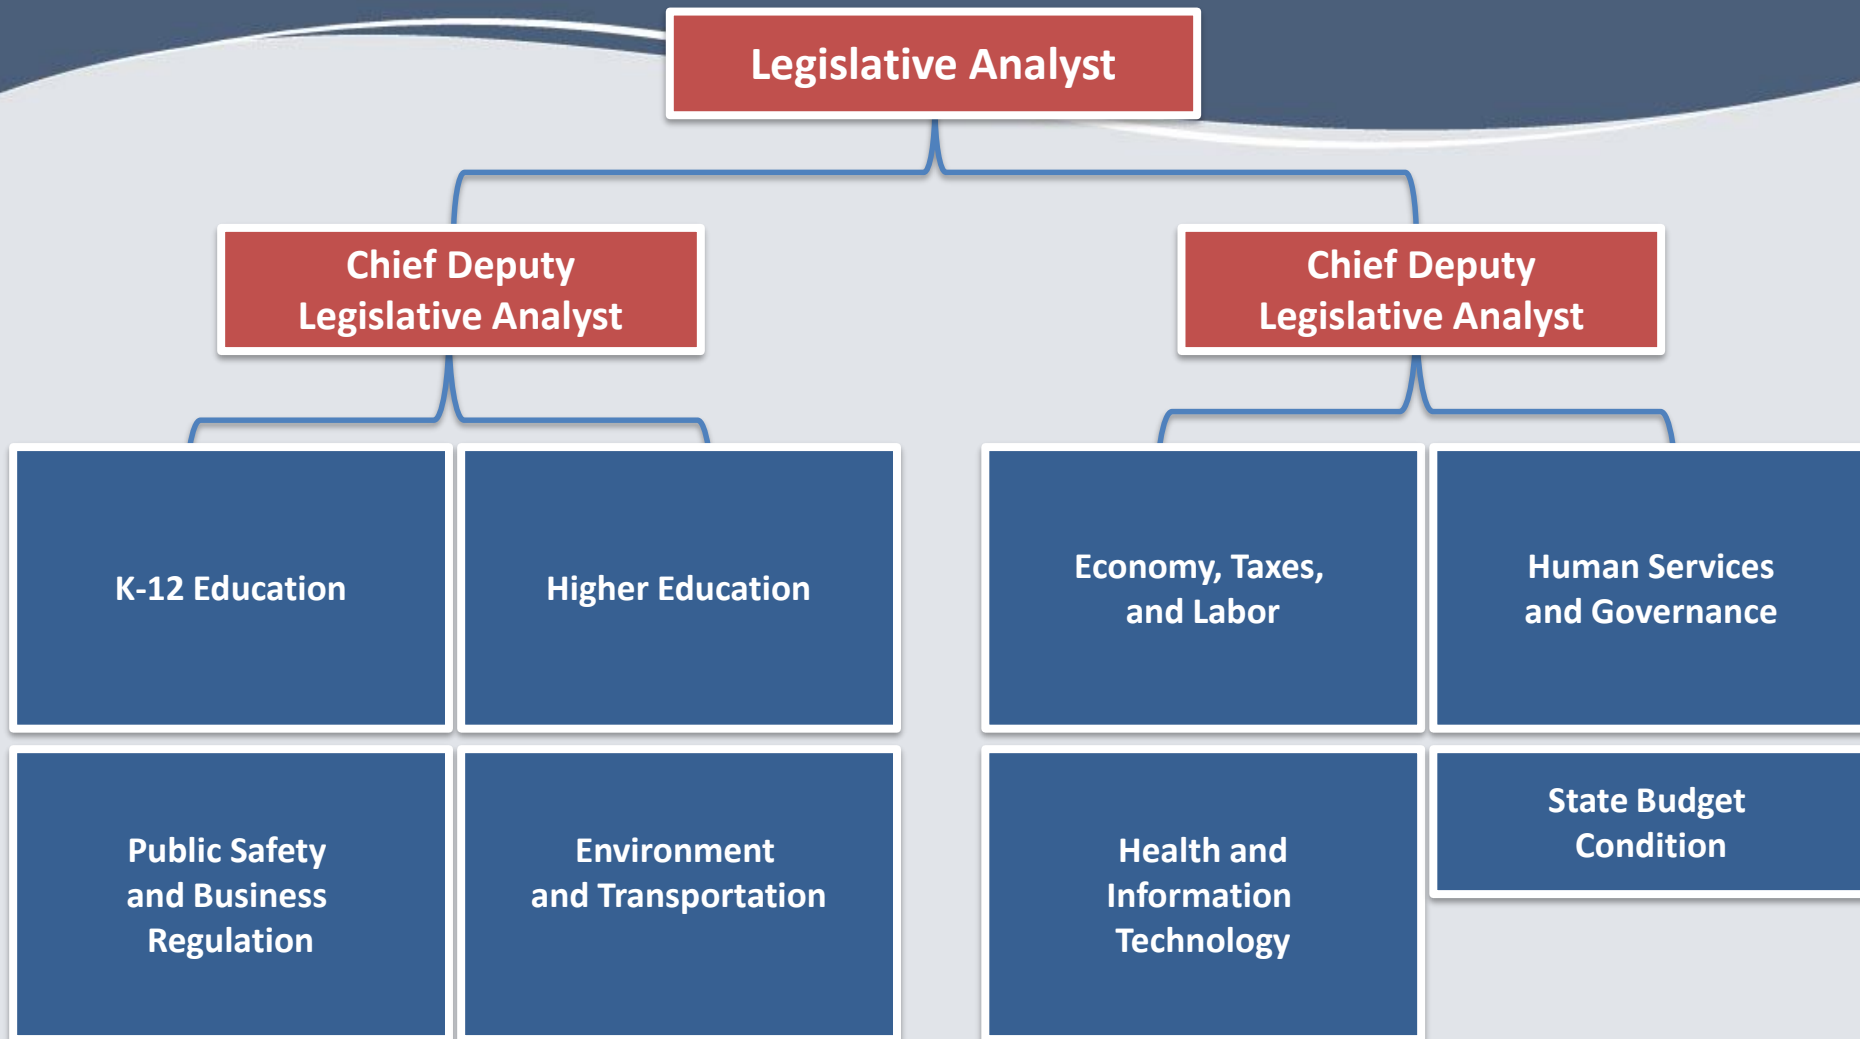 Legislative Analyst
Chief Deputy
Legislative Analyst
Chief Deputy
Legislative Analyst
K-12 Education
Higher Education
Economy, Taxes,
and Labor
Human Services
and Governance
Public Safety
and Business
Regulation
Environment
and Transportation
Health and
Information
Technology
State Budget
Condition